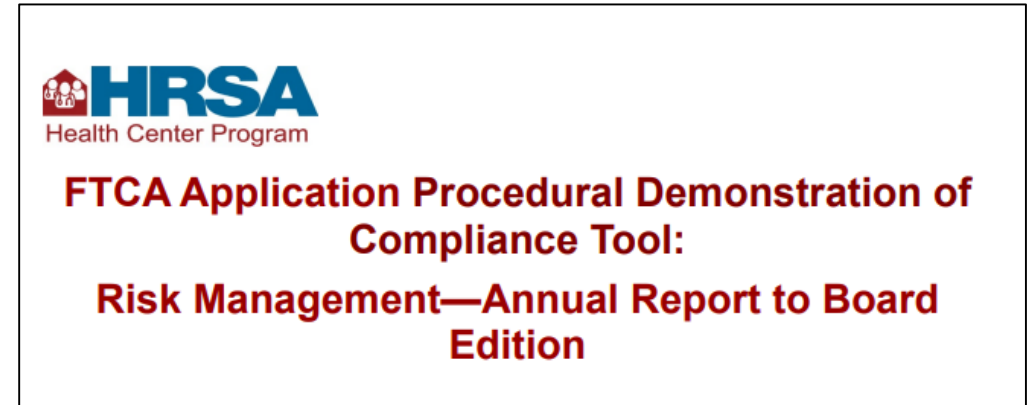 HRSA
Health Center Program
FTCA Application Procedural Demonstration of
Compliance Tool:
Risk Management—Annual Report to Board
Edition